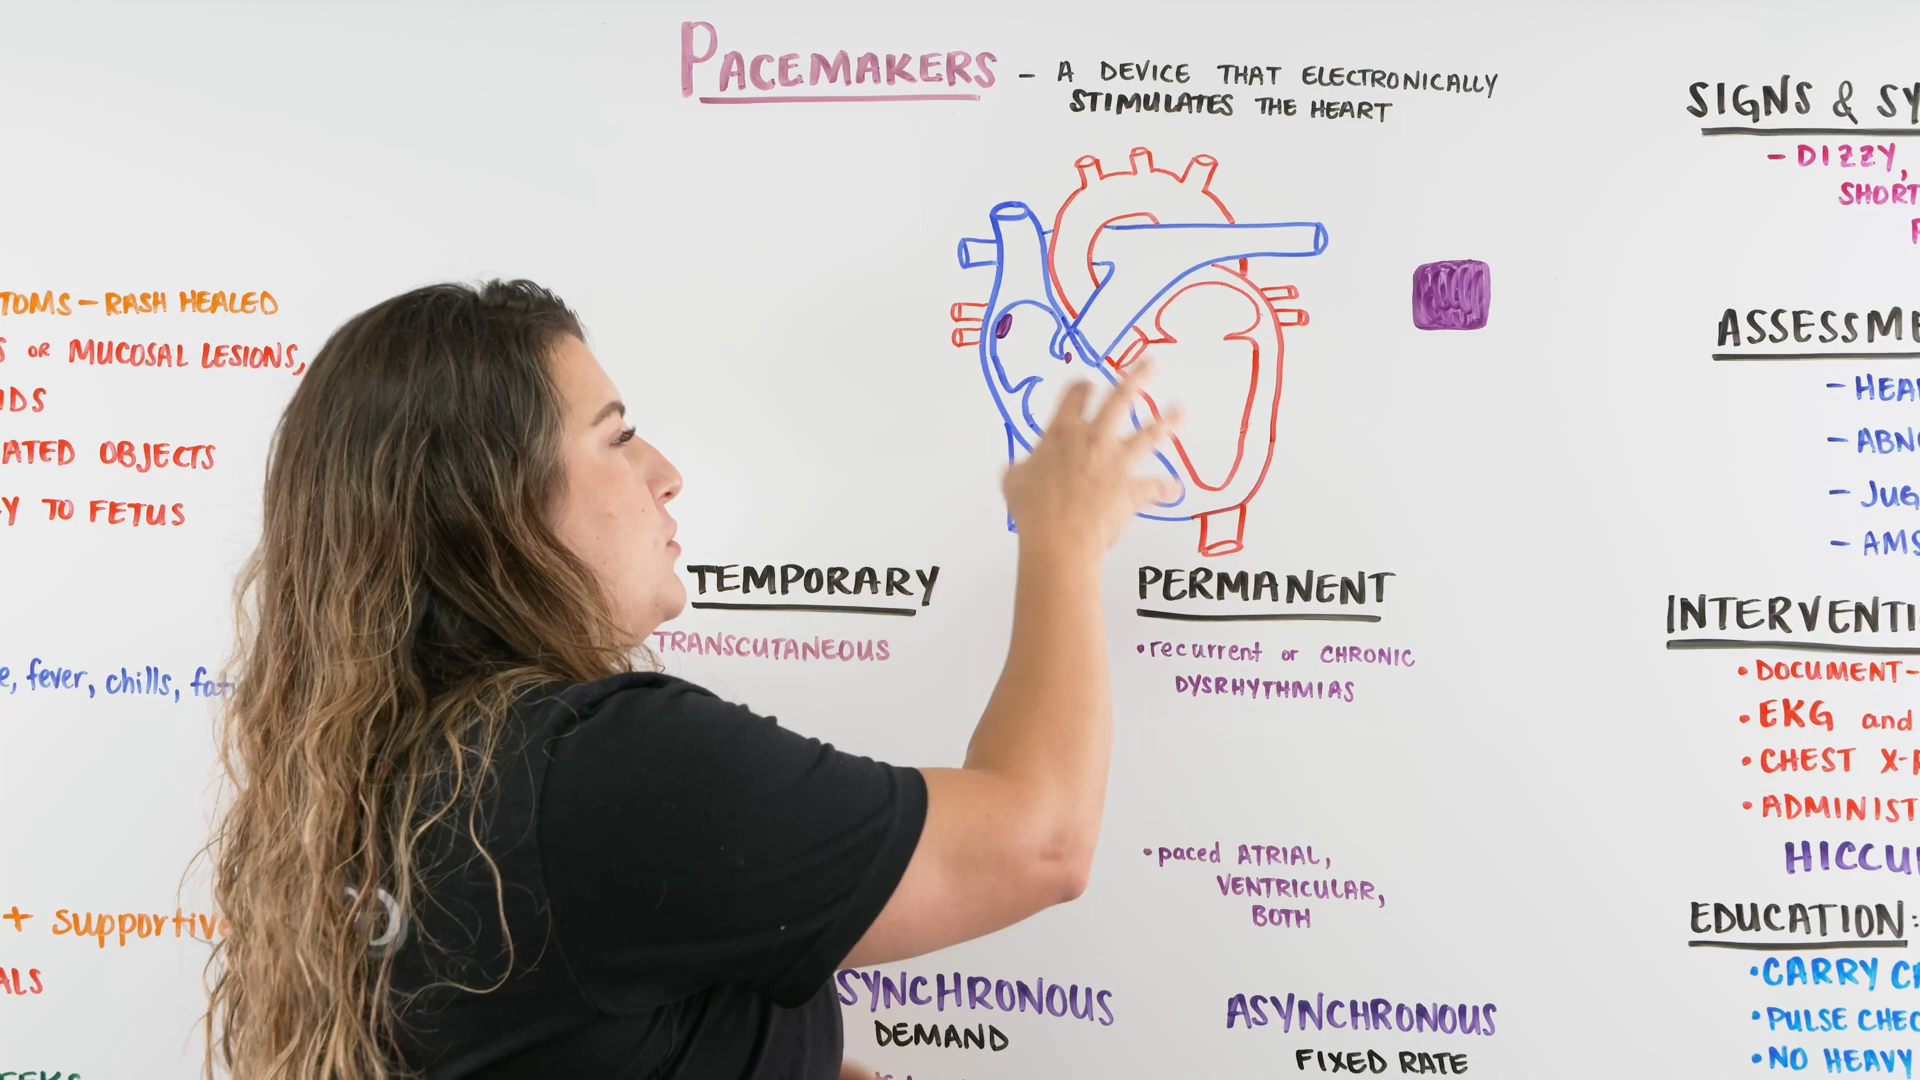 PACEMAKERS - A DEVICE THAT ELECTRONICALLY
STIMULATES THE HEART
TOMS - RASH HEALED
S OR MUCOSAL LESIONS,
IDS
ATED OBJECTS
Y TO FETUS
e, fever, chills,
+ supportive
ALS
TEMPORARY
TRANSCUTANEOUS
PERMANENT
• recurrent or CHRONIC
DYSRHYTHMIAS
• paced ATRIAL,
VENTRICULAR,
BOTH
SYNCHRONOUS
DEMAND
ASYNCHRONOUS
FIXED RATE
SIGNS & SY
- DIZZY,
SHORT
ASSESSME
- HEA
- ABN
- JUG
- AMS
INTERVENTI
• DOCUMENT -
• EKG and
• CHEST X-
• ADMINIST
HICCU
EDUCATION:
• CARRY C
• PULSE CHEC
• NO HEAVY